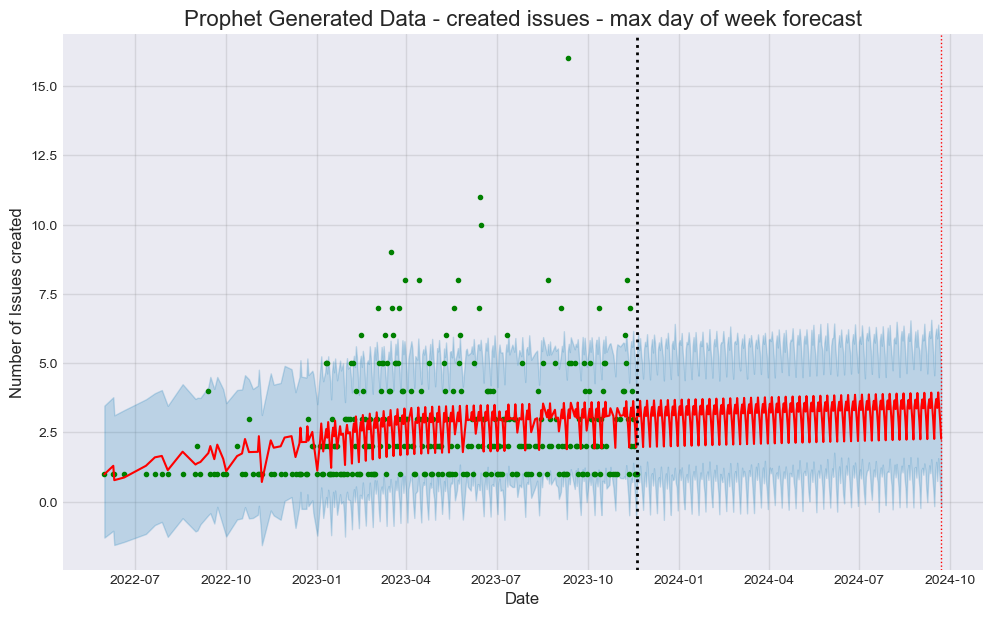 Prophet Generated Data - created issues - max day of week forecast
Number of Issues created
15.0
12.5
10.0
7.5
5.0
2.5
0.0
2022-07 2022-10 2023-01 2023-04 2023-07 2023-10 2024-01 2024-04 2024-07 2024-10
Date